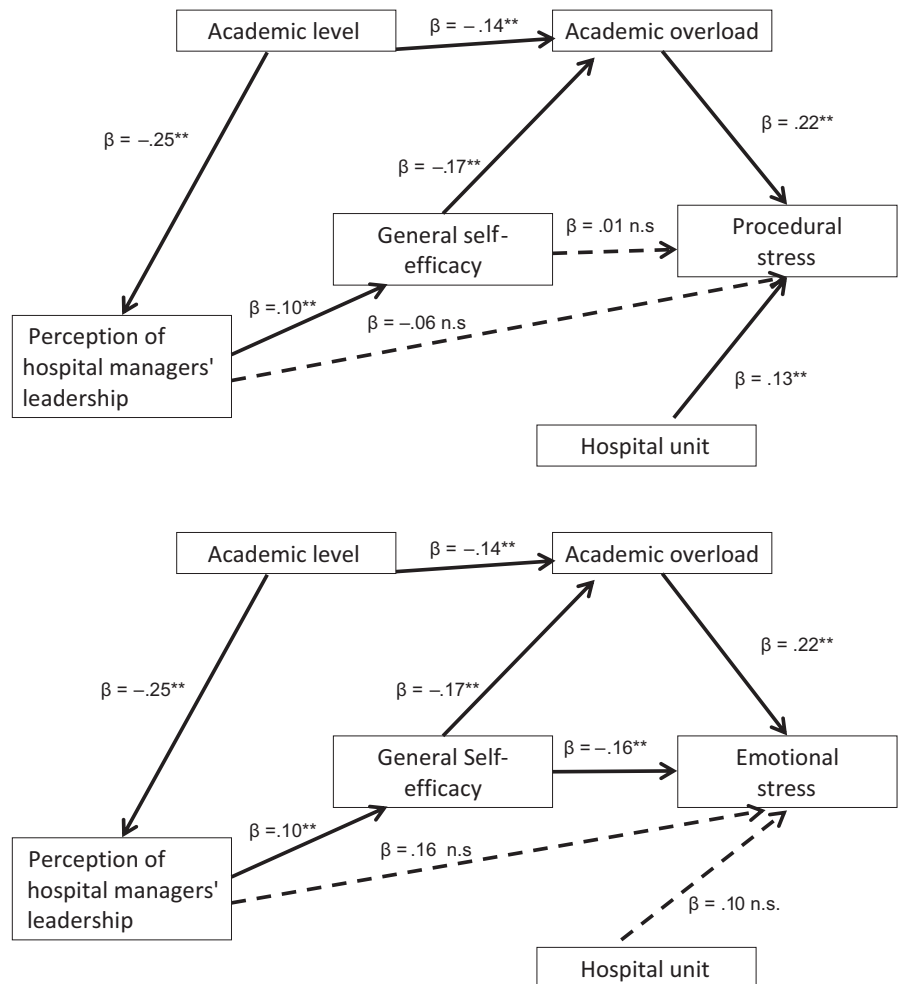 Academic level
β = –.14**
Academic overload
β = –.25**
β = .22**
β = –.17**
General self-
efficacy
β = .01 n.s
Procedural
stress
β =.10**
β = –.06 n.s
Perception of
hospital managers'
leadership
β = .13**
Hospital unit
Academic level
β = –.14**
Academic overload
β = .22**
β = –.25**
β = –.17**
General Self-
efficacy
β = –.16**
Emotional
stress
β =.10**
β = .16 n.s
Perception of
hospital managers'
leadership
β = .10 n.s.
Hospital unit